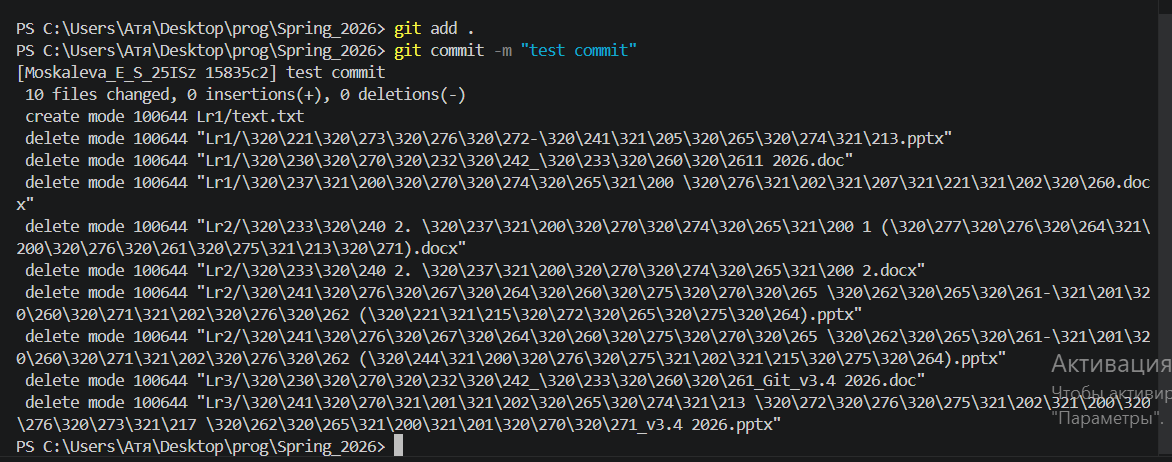 PS C:\Users\Атя\Desktop\prog\Spring_2026> git add .
PS C:\Users\Атя\Desktop\prog\Spring_2026> git commit -m "test commit"
[Moskaleva_E_S_25ISz 15835c2] test commit
 10 files changed, 0 insertions(+), 0 deletions(-)
 create mode 100644 Lr1/text.txt
 delete mode 100644 "Lr1/\320\221\320\273\320\276\320\272-\320\241\321\205\320\265\320\274\321\213.pptx"
 delete mode 100644 "Lr1/\320\230\320\270\320\232\320\242_\320\233\320\260\320\2611 2026.doc"
 delete mode 100644 "Lr1/\320\237\321\200\320\270\320\274\320\265\321\200 \320\276\321\202\321\207\321\221\321\202\320\260.doc
x"
 delete mode 100644 "Lr2/\320\233\320\240 2. \320\237\321\200\320\270\320\274\320\265\321\200 1 (\320\277\320\276\320\264\321\
200\320\276\320\261\320\275\321\213\320\271).docx"
 delete mode 100644 "Lr2/\320\233\320\240 2. \320\237\321\200\320\270\320\274\320\265\321\200 2.docx"
 delete mode 100644 "Lr2/\320\241\320\276\320\267\320\264\320\260\320\275\320\270\320\265 \320\262\320\265\320\261-\321\201\32
0\260\320\271\321\202\320\276\320\262 (\320\221\321\215\320\272\320\265\320\275\320\264).pptx"
 delete mode 100644 "Lr2/\320\241\320\276\320\267\320\264\320\260\320\275\320\270\320\265 \320\262\320\265\320\261-\321\201\32
0\260\320\271\321\202\320\276\320\262 (\320\244\321\200\320\276\320\275\321\202\321\215\320\275\320\264).pptx"
 delete mode 100644 "Lr3/\320\230\320\270\320\232\320\242_\320\233\320\260\320\261_Git_v3.4 2026.doc"
 delete mode 100644 "Lr3/\320\241\320\270\321\201\321\202\320\265\320\274\321\213 \320\272\320\276\320\275\321\202\321\200\320
\276\320\273\321\217 \320\262\320\265\321\200\321\201\320\270\320\271_v3.4 2026.pptx"
PS C:\Users\Атя\Desktop\prog\Spring_2026>
Активация
Чтобы активир
"Параметры".